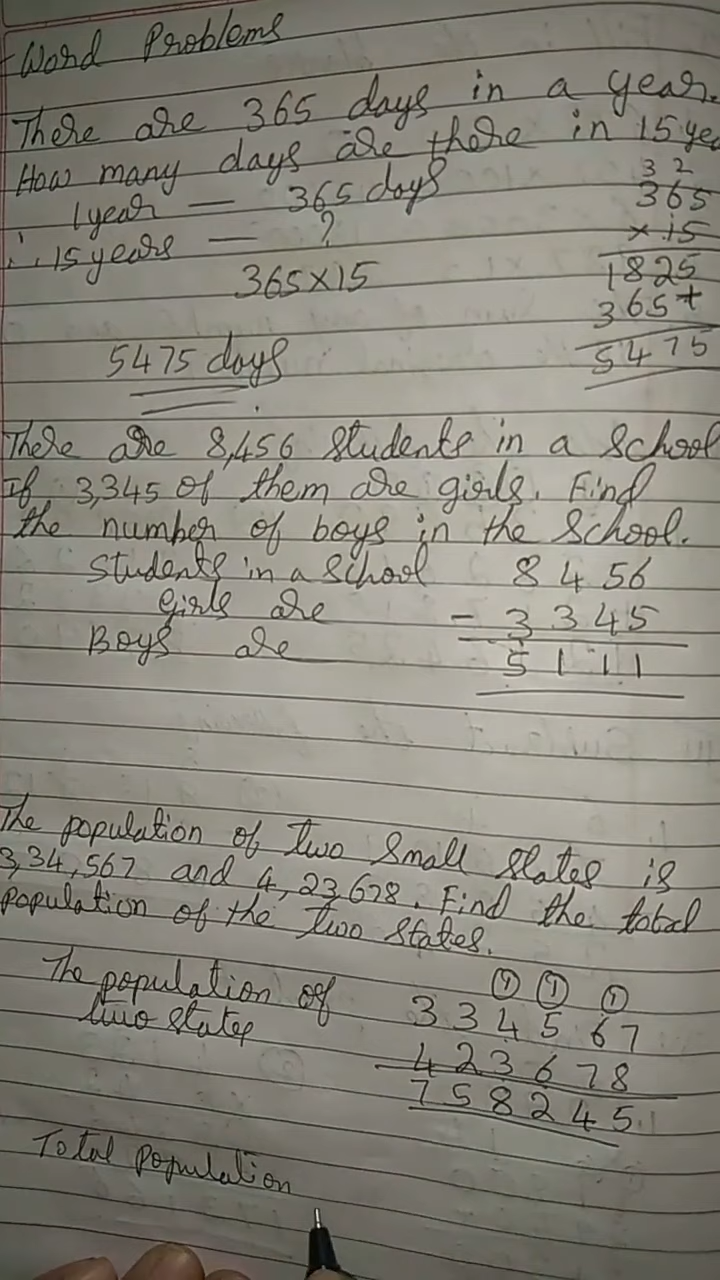 Word Problems
There are 365 days in a year.
How many days are there in 15
1 year — 365 days
∴ 15 years — ?
365×15
3 2
365
× 15
1825
365+
5475
5475 days
There are 8,456 students in a School
If 3,345 of them are girls. Find
the number of boys in the School.
Students in a School 8456
Girls are - 3345
Boys are 5111
The population of two Small States is
3,34,567 and 4,23,678. Find the total
population of the two states.
1 1 1
The population of 334567
two states 423678
758245
Total population